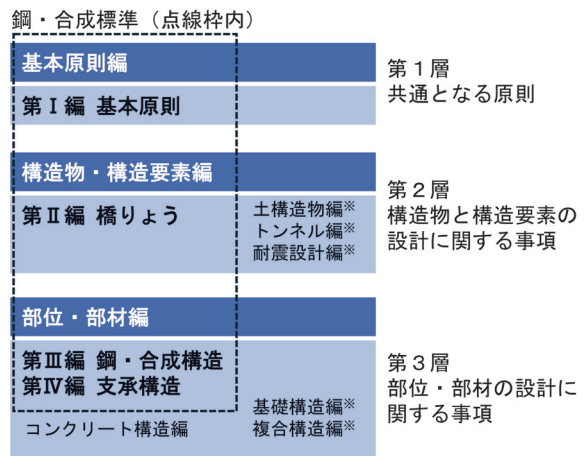 鋼・合成標準（点線枠内）
基本原則編
第Ⅰ編 基本原則
第１層
共通となる原則
構造物・構造要素編
第Ⅱ編 橋りょう
土構造物編※
トンネル編※
耐震設計編※
第２層
構造物と構造要素の
設計に関する事項
部位・部材編
第Ⅲ編 鋼・合成構造
第Ⅳ編 支承構造
コンクリート構造編
基礎構造編※
複合構造編※
第３層
部位・部材の設計に
関する事項